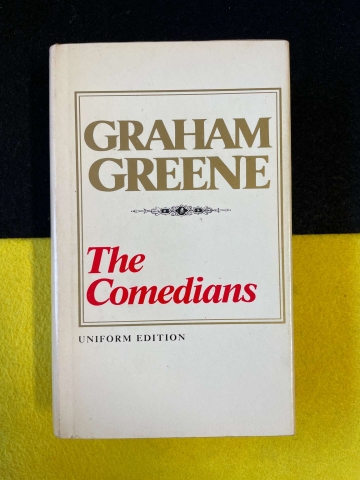 GRAHAM
GREENE
The
Comedians
UNIFORM EDITION